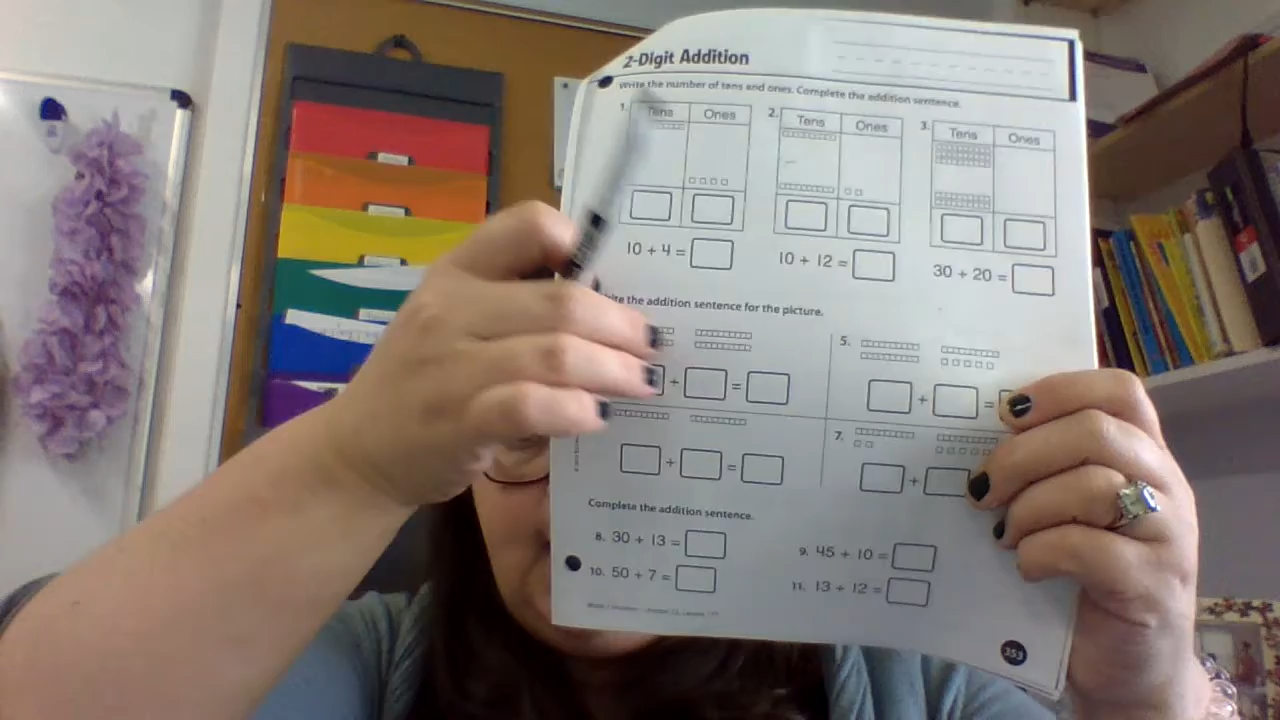 2-Digit Addition
Write the number of tens and ones. Complete the addition sentence.
1. Tens Ones
2. Tens Ones
3. Tens Ones
10 + 4 =
10 + 12 =
30 + 20 =
the addition sentence for the picture.
+ =
5.
+ =
+ =
7.
+
Complete the addition sentence.
8. 30 + 13 =
9. 45 + 10 =
10. 50 + 7 =
11. 13 + 12 =
353